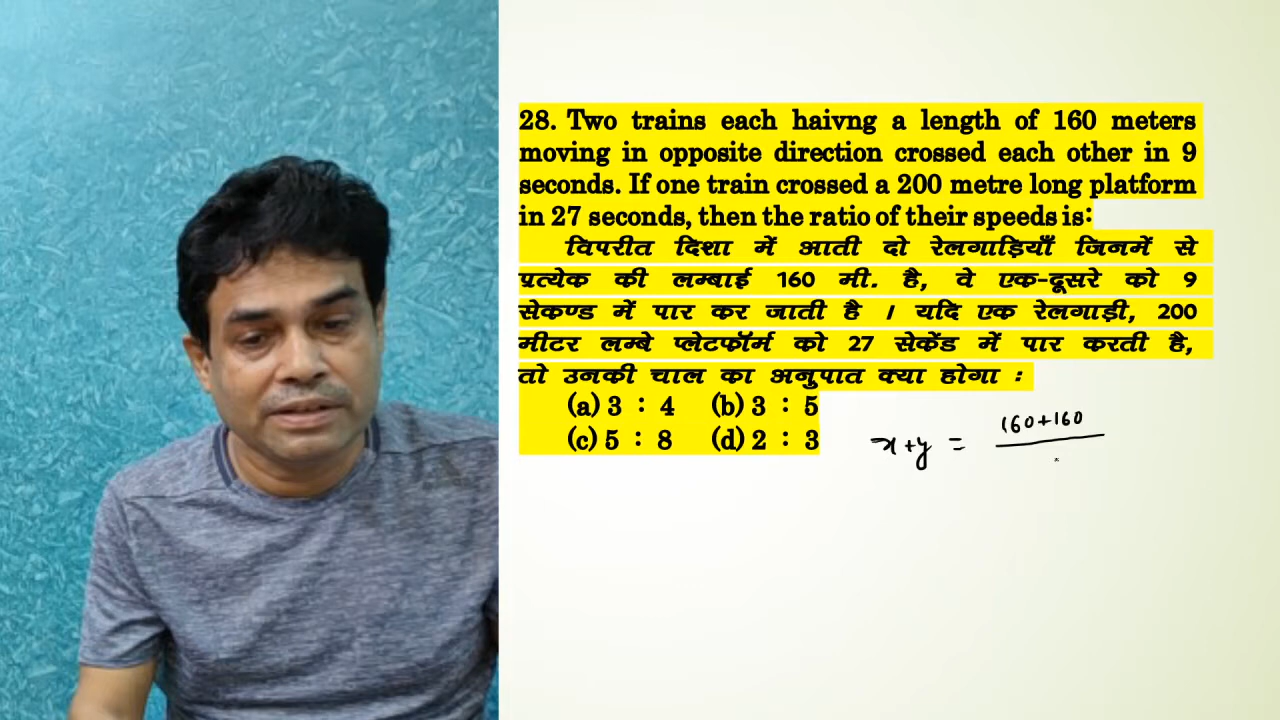 28. Two trains each haivng a length of 160 meters
moving in opposite direction crossed each other in 9
seconds. If one train crossed a 200 metre long platform
in 27 seconds, then the ratio of their speeds is:
विपरीत दिशा में आती दो रेलगाड़ियाँ जिनमें से
प्रत्येक की लम्बाई 160 मी. है, वे एक-दूसरे को 9
सेकण्ड में पार कर जाती है । यदि एक रेलगाड़ी, 200
मीटर लम्बे प्लेटफॉर्म को 27 सेकेंड में पार करती है,
तो उनकी चाल का अनुपात क्या होगा :
(a) 3 : 4 (b) 3 : 5
(c) 5 : 8 (d) 2 : 3
x+y =
160+160